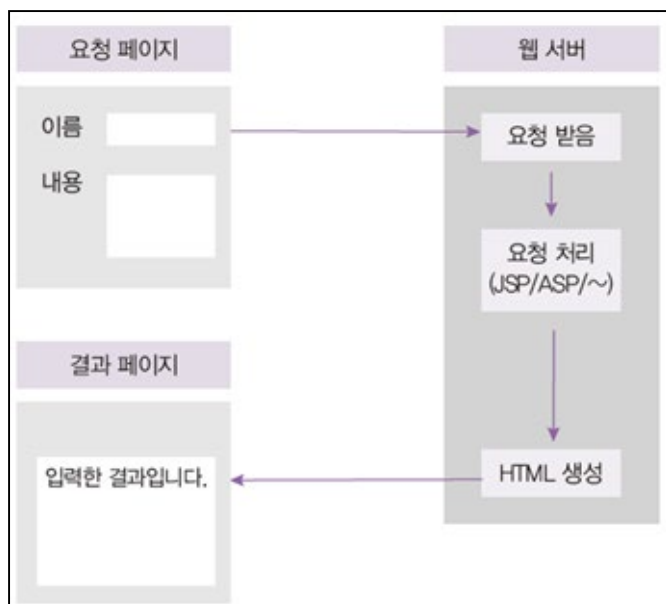 요청 페이지
웹 서버
이름
내용
요청 받음
요청 처리
(JSP/ASP/~)
HTML 생성
결과 페이지
입력한 결과입니다.